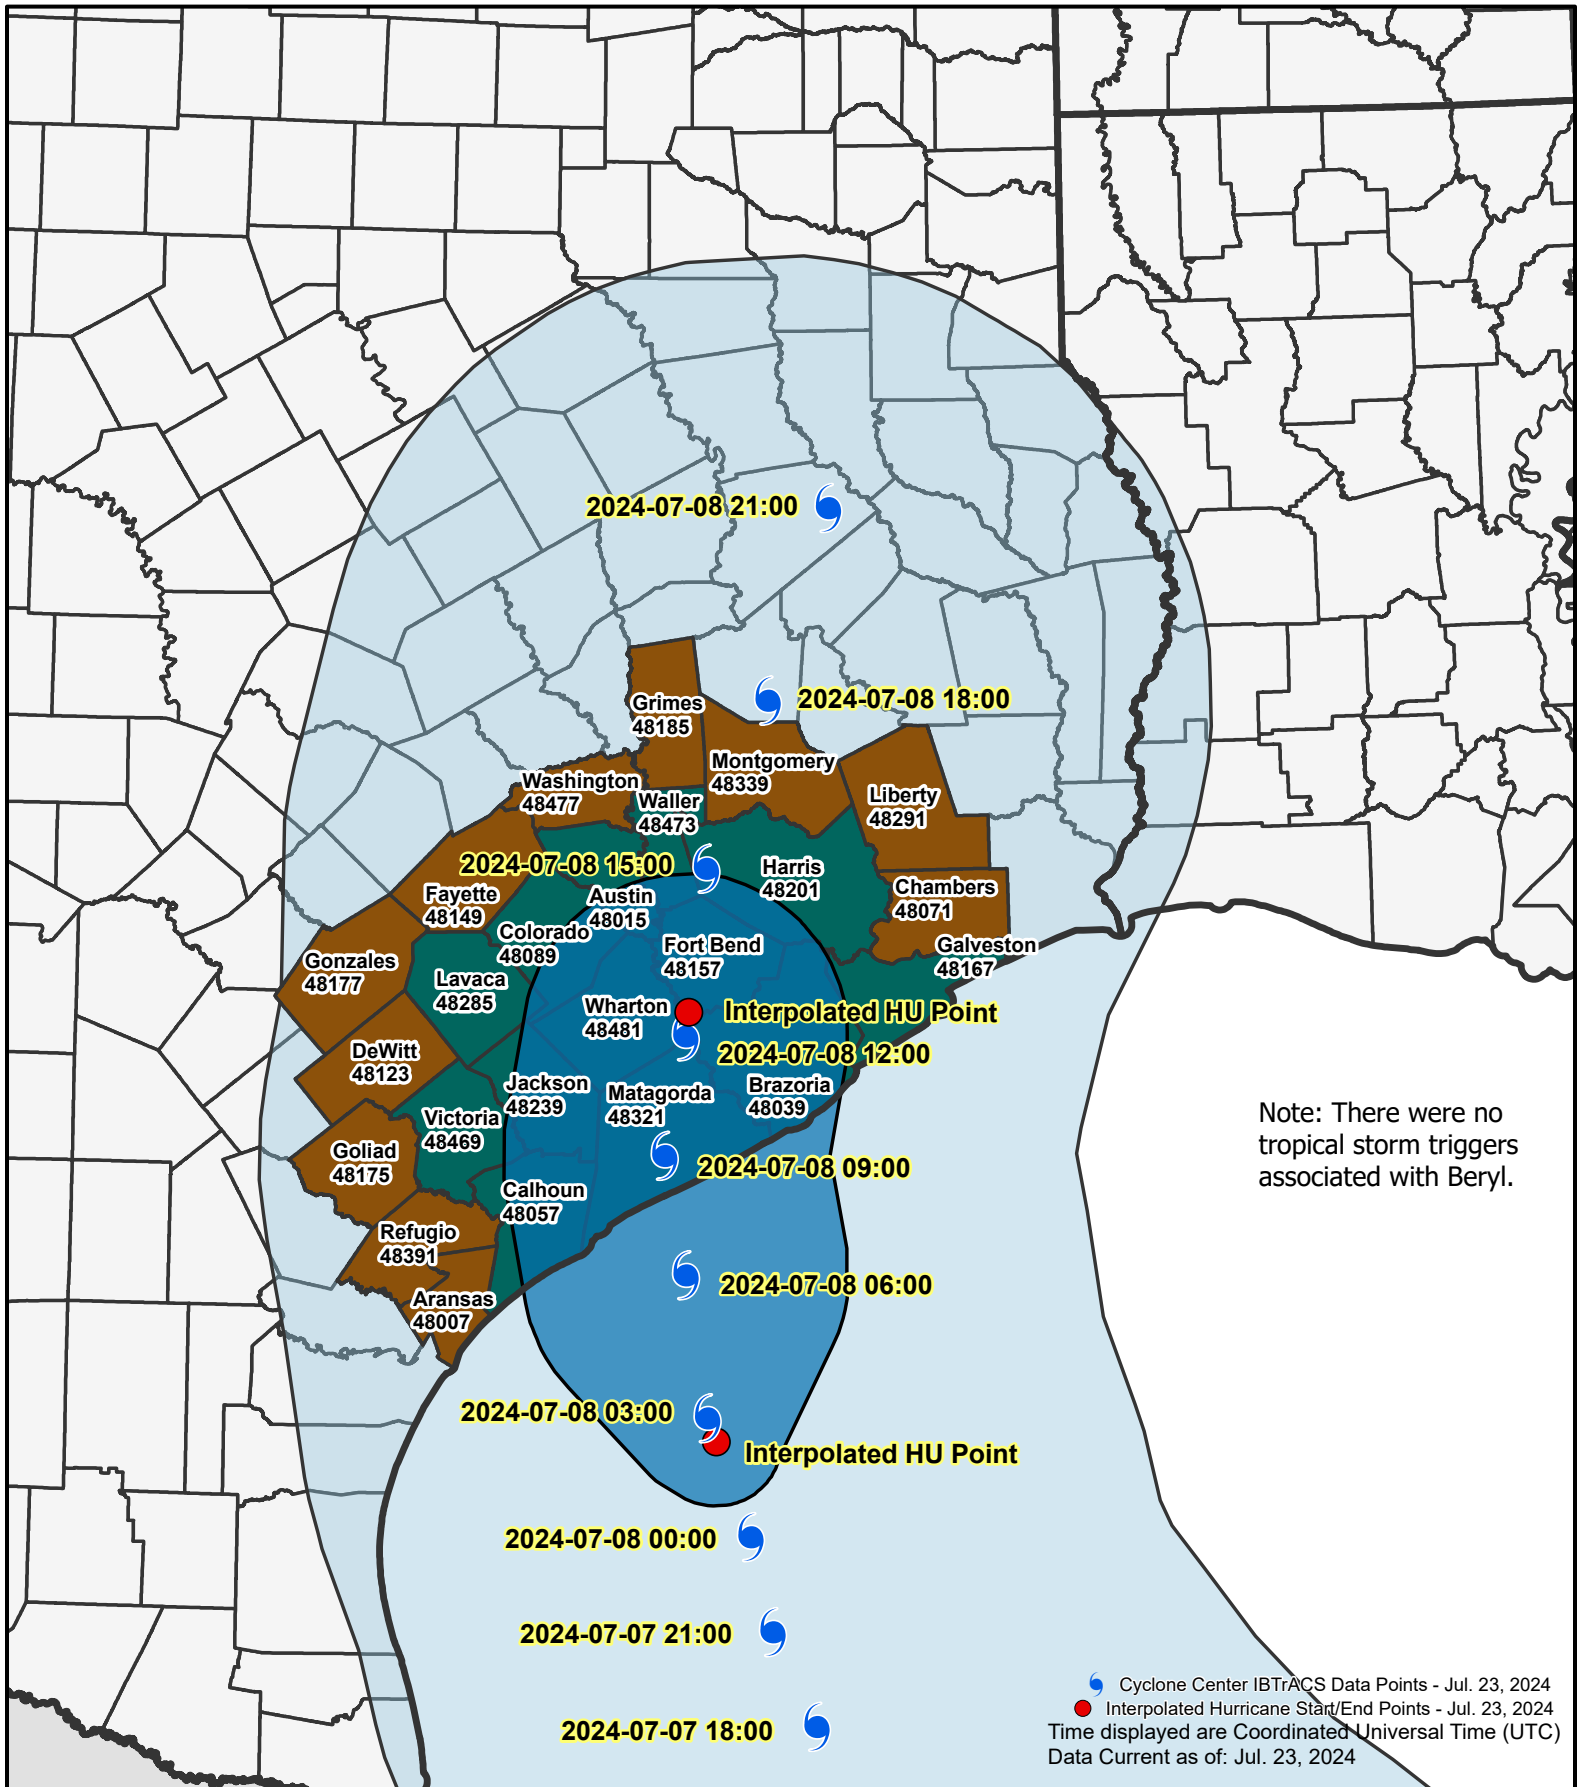 2024-07-08 21:00
Grimes
48185
2024-07-08 18:00
Montgomery
48339
Washington
48477
Waller
48473
Liberty
48291
2024-07-08 15:00
Harris
48201
Fayette
48149
Austin
48015
Chambers
48071
Colorado
48089
Fort Bend
48157
Galveston
48167
Gonzales
48177
Lavaca
48285
Wharton
48481
Interpolated HU Point
DeWitt
48123
2024-07-08 12:00
Jackson
48239
Matagorda
48321
Brazoria
48039
Victoria
48469
Note: There were no
tropical storm triggers
associated with Beryl.
Goliad
48175
2024-07-08 09:00
Calhoun
48057
Refugio
48391
2024-07-08 06:00
Aransas
48007
2024-07-08 03:00
Interpolated HU Point
2024-07-08 00:00
2024-07-07 21:00
2024-07-07 18:00
Cyclone Center IBTrACS Data Points - Jul. 23, 2024
Interpolated Hurricane Start/End Points - Jul. 23, 2024
Time displayed are Coordinated Universal Time (UTC)
Data Current as of: Jul. 23, 2024